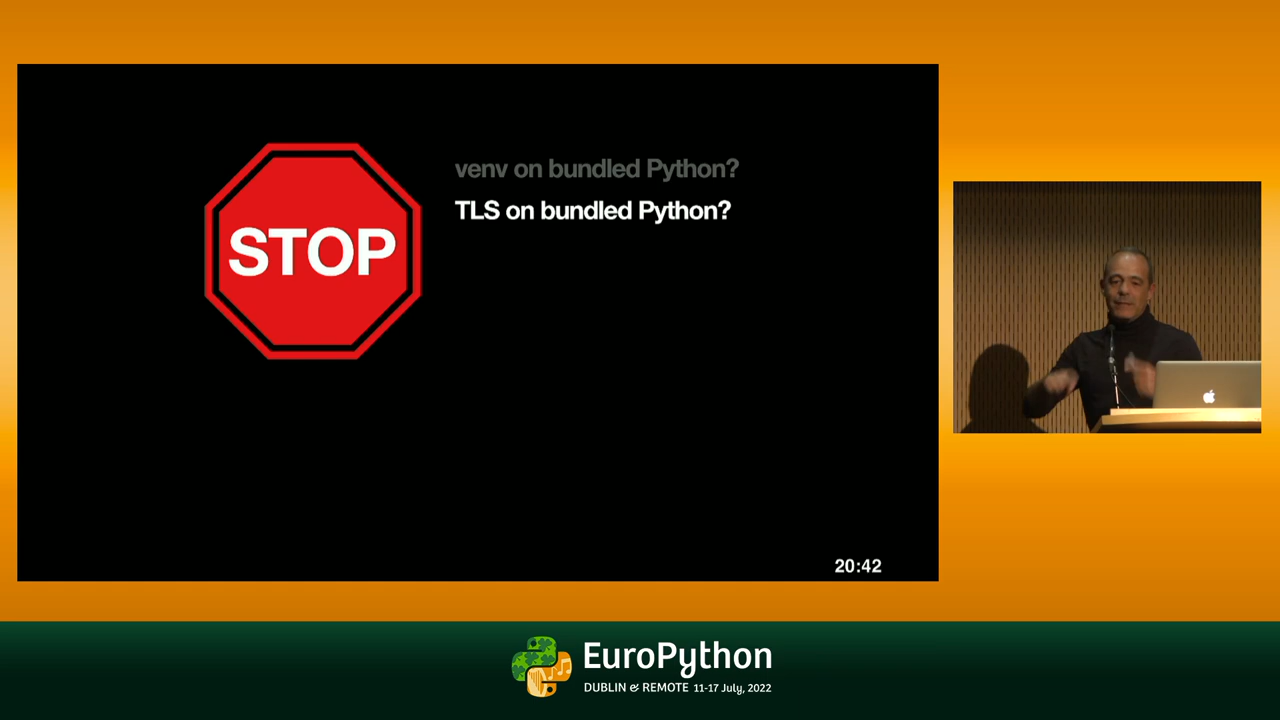 STOP
venv on bundled Python?
TLS on bundled Python?
20:42
EuroPython
DUBLIN & REMOTE 11-17 July, 2022